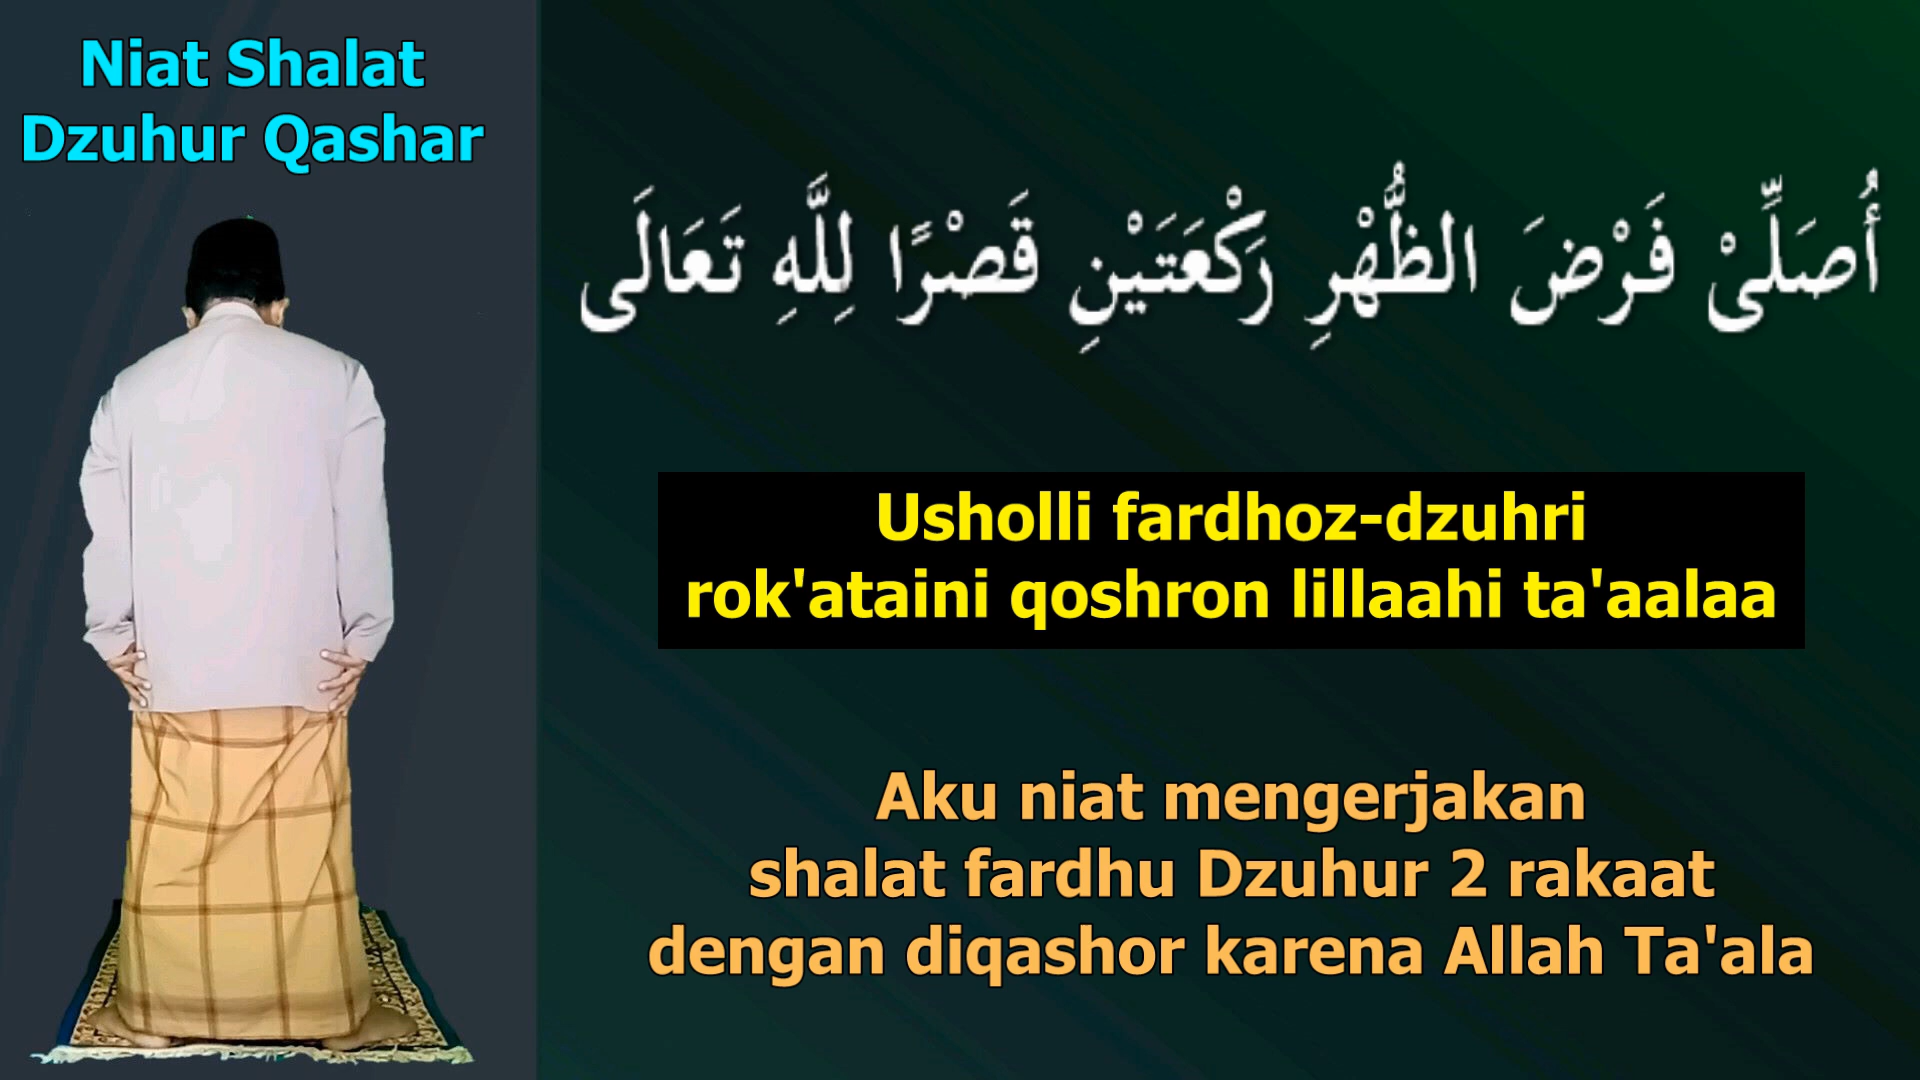 Niat Shalat
Dzuhur Qashar
أُصَلِّيْ فَرْضَ الظُّهْرِ رَكْعَتَيْنِ قَصْرًا لِلَّهِ تَعَالَى
Usholli fardhoz-dzuhri
rok'ataini qoshron lillaahi ta'aalaa
Aku niat mengerjakan
shalat fardhu Dzuhur 2 rakaat
dengan diqashor karena Allah Ta'ala